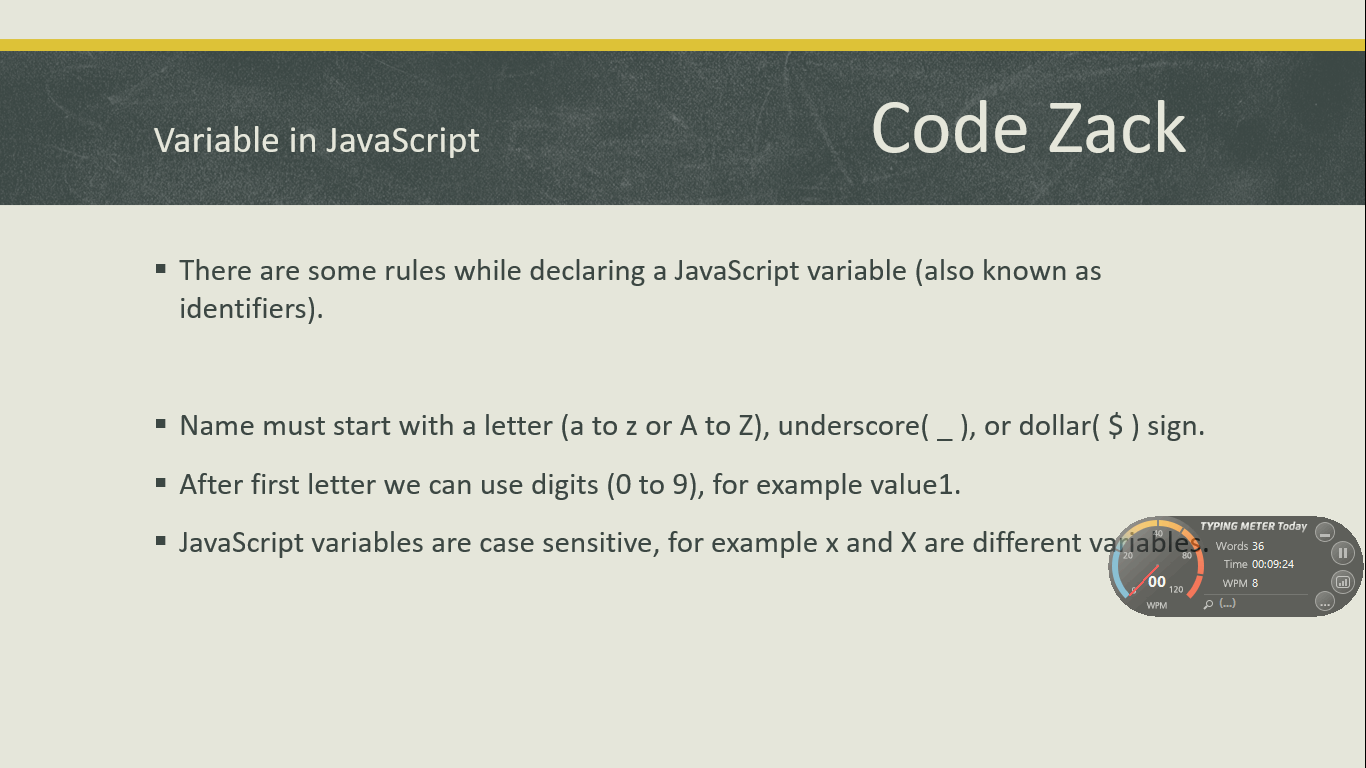 Variable in JavaScript
Code Zack
▪ There are some rules while declaring a JavaScript variable (also known as
identifiers).
▪ Name must start with a letter (a to z or A to Z), underscore( _ ), or dollar( $ ) sign.
▪ After first letter we can use digits (0 to 9), for example value1.
▪ JavaScript variables are case sensitive, for example x and X are different variables.
TYPING METER Today
Words 36
Time 00:09:24
WPM 8
(...)
0 20 40 80 120
00
WPM